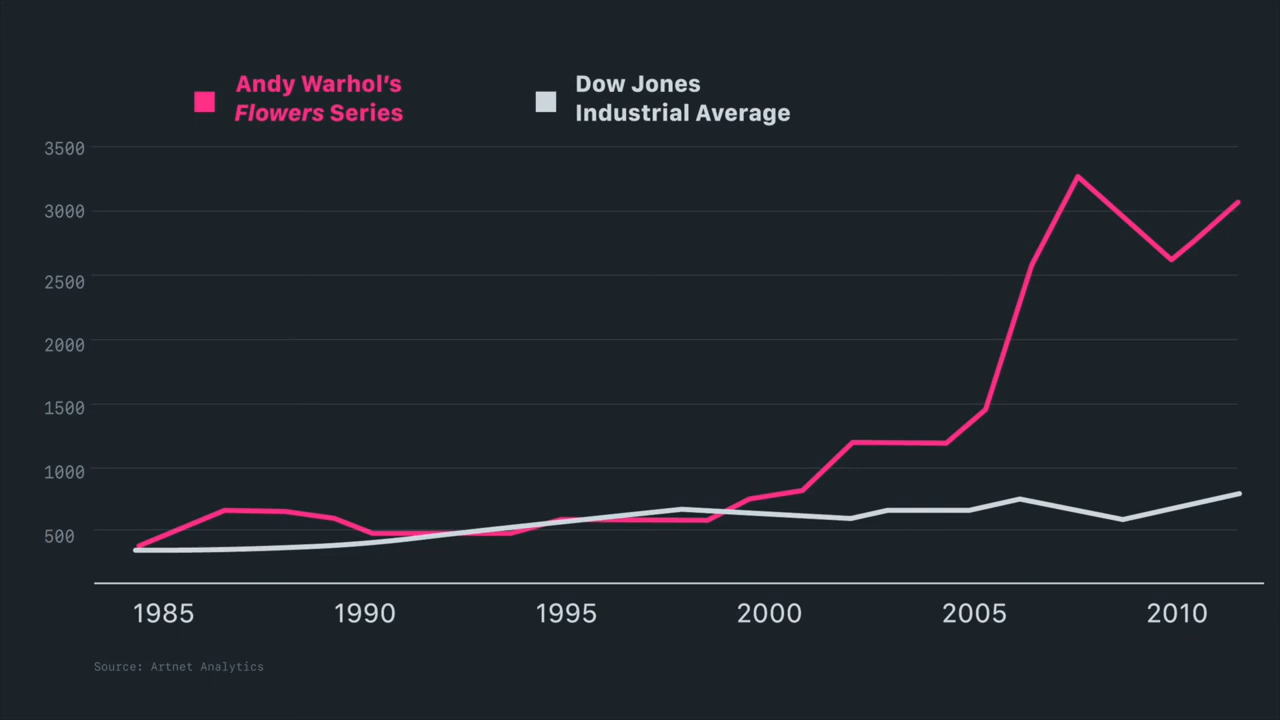 Andy Warhol's
Flowers Series
Dow Jones
Industrial Average
3500
3000
2500
2000
1500
1000
500
1985 1990 1995 2000 2005 2010
Source: Artnet Analytics